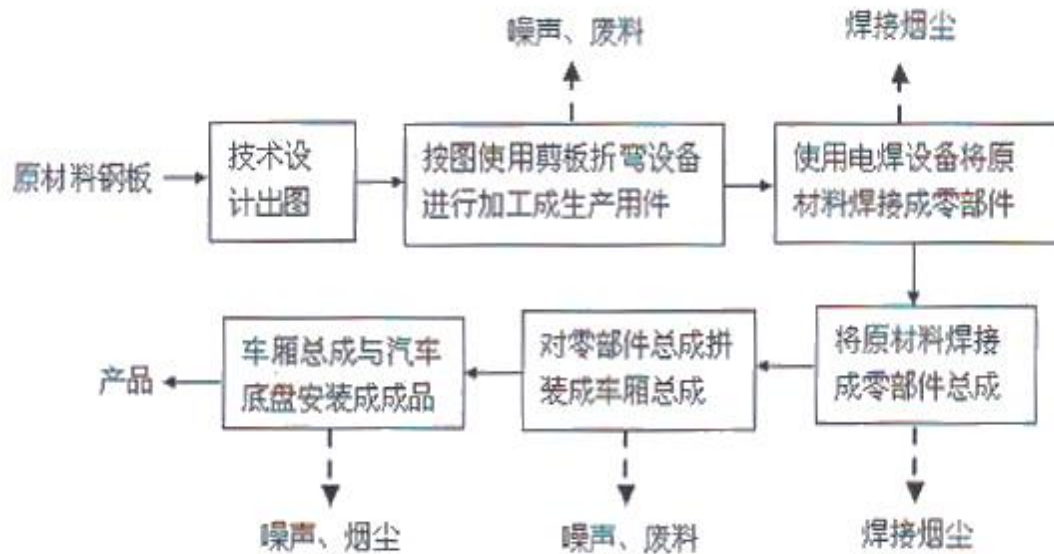 噪声、废料
焊接烟尘
原材料钢板
技术设
计出图
按图使用剪板折弯设备
进行加工成生产用件
使用电焊设备将原
材料焊接成零部件
将原材料焊接
成零部件总成
对零部件总成拼
装成车厢总成
车厢总成与汽车
底盘安装成成品
产品
噪声、烟尘
噪声、废料
焊接烟尘